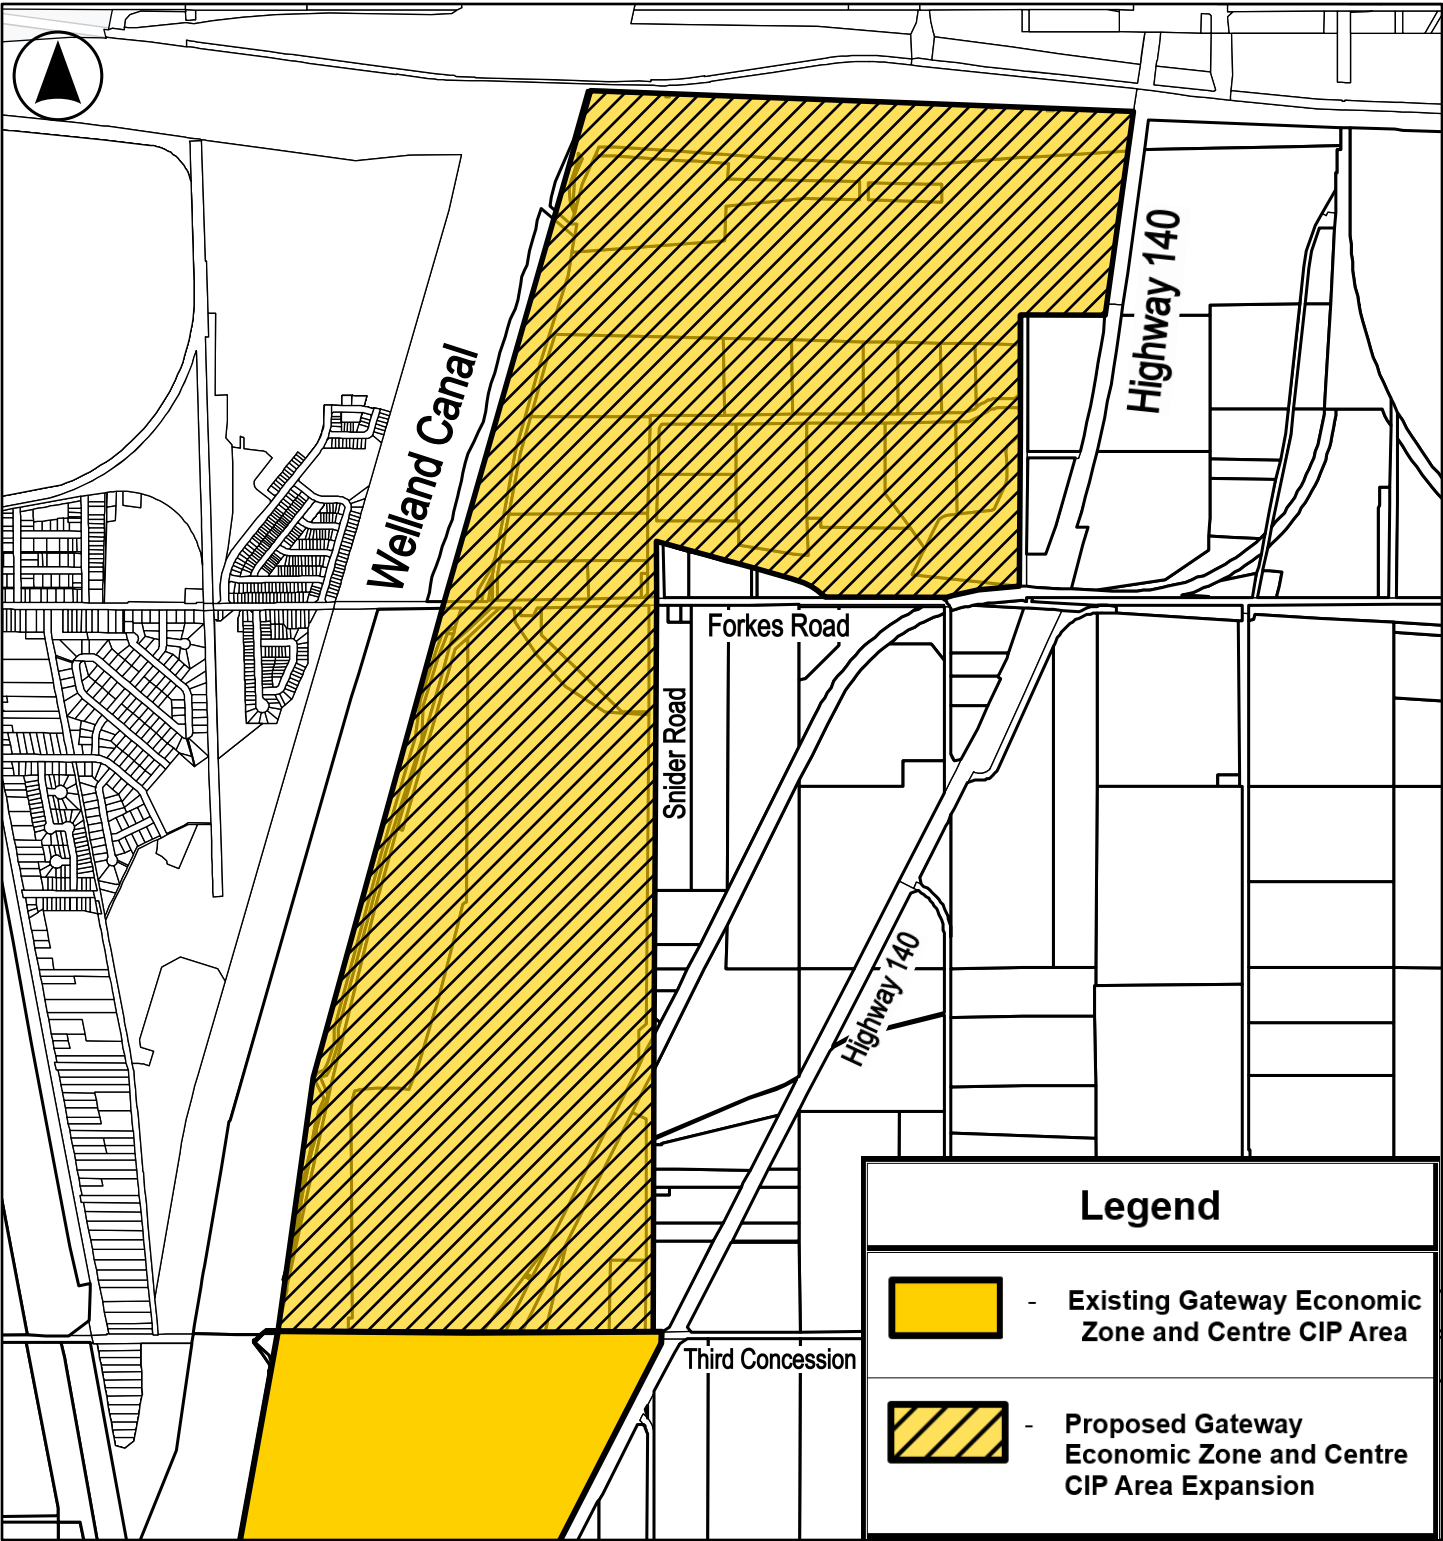 Highway 140
Welland Canal
Forkes Road
Snider Road
Highway 140
Third Concession
Legend
- Existing Gateway Economic
Zone and Centre CIP Area
- Proposed Gateway
Economic Zone and Centre
CIP Area Expansion